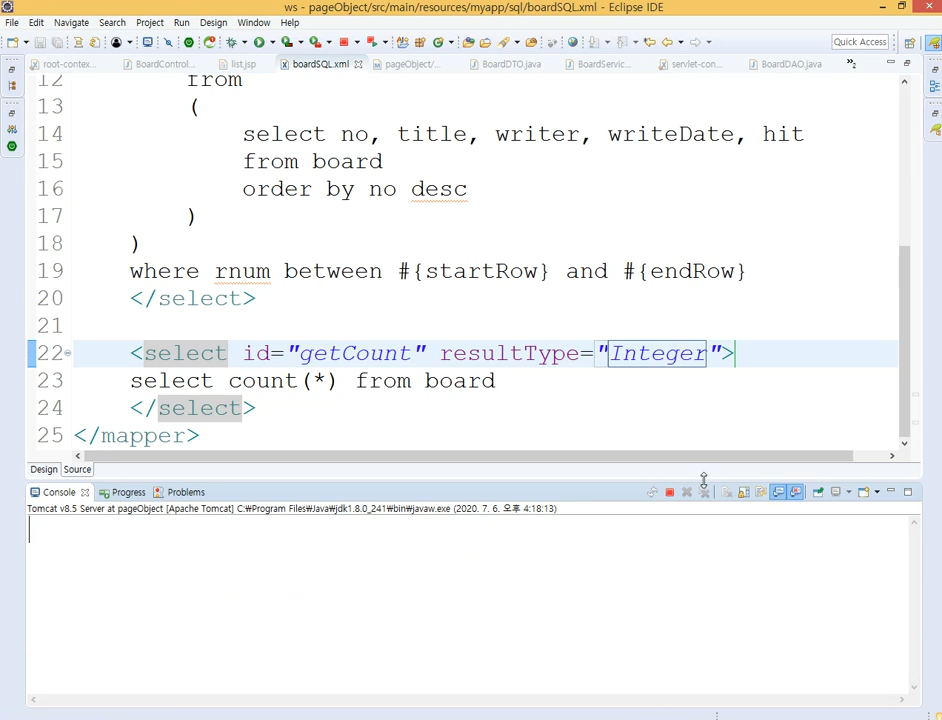 ws - pageObject/src/main/resources/myapp/sql/boardSQL.xml - Eclipse IDE
File Edit Navigate Search Project Run Design Window Help
Quick Access
root-contex... BoardControl... list.jsp boardSQL.xml pageObject/... BoardDTO.java BoardServic... servlet-con... BoardDAO.java »2
12 from
13 (
14 select no, title, writer, writeDate, hit
15 from board
16 order by no desc
17 )
18 )
19 where rnum between #{startRow} and #{endRow}
20 </select>
21
22 <select id="getCount" resultType="Integer">
23 select count(*) from board
24 </select>
25 </mapper>
Design Source
Console Progress Problems
Tomcat v8.5 Server at pageObject [Apache Tomcat] C:₩Program Files₩Java₩jdk1.8.0_241₩bin₩javaw.exe (2020. 7. 6. 오후 4:18:13)